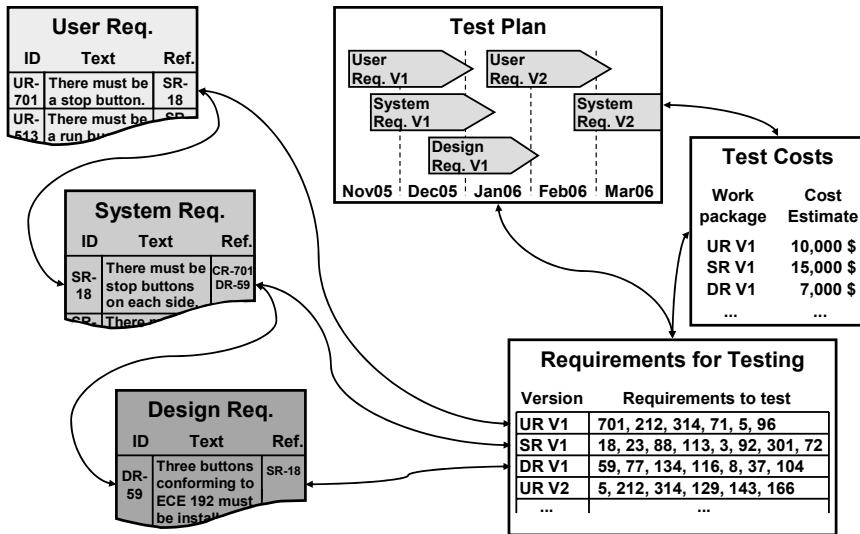 User Req.
ID Text Ref.
UR-701 There must be a stop button. SR-18
UR-513 There must be a run
System Req.
ID Text Ref.
SR-18 There must be stop buttons on each side. CR-701 DR-59
SR- There
Design Req.
ID Text Ref.
DR-59 Three buttons conforming to ECE 192 must be SR-18
Test Plan
User Req. V1
User Req. V2
System Req. V1
System Req. V2
Design Req. V1
Nov05 Dec05 Jan06 Feb06 Mar06
Test Costs
Work package Cost Estimate
UR V1 10,000 $
SR V1 15,000 $
DR V1 7,000 $
... ...
Requirements for Testing
Version Requirements to test
UR V1 701, 212, 314, 71, 5, 96
SR V1 18, 23, 88, 113, 3, 92, 301, 72
DR V1 59, 77, 134, 116, 8, 37, 104
UR V2 5, 212, 314, 129, 143, 166
... ...